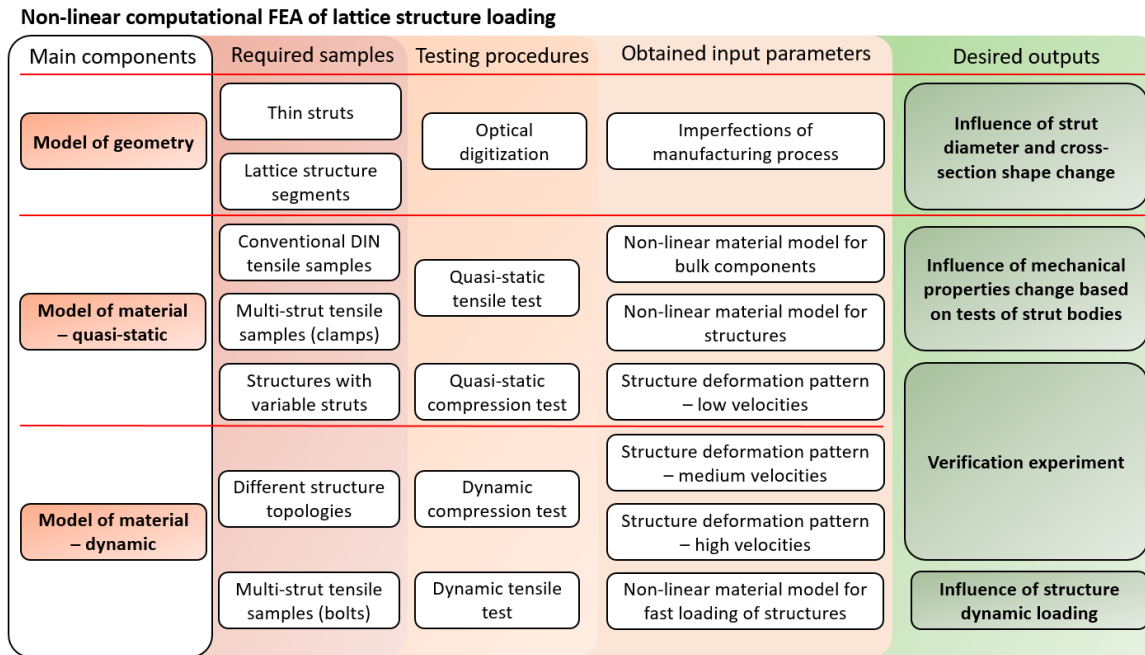 Non-linear computational FEA of lattice structure loading
Main components
Required samples
Testing procedures
Obtained input parameters
Desired outputs
Model of geometry
Thin struts
Lattice structure
segments
Optical
digitization
Imperfections of
manufacturing process
Influence of strut
diameter and cross-
section shape change
Model of material
– quasi-static
Conventional DIN
tensile samples
Multi-strut tensile
samples (clamps)
Structures with
variable struts
Quasi-static
tensile test
Quasi-static
compression test
Non-linear material model for
bulk components
Non-linear material model for
structures
Structure deformation pattern
– low velocities
Influence of mechanical
properties change based
on tests of strut bodies
Verification experiment
Model of material
– dynamic
Different structure
topologies
Multi-strut tensile
samples (bolts)
Dynamic
compression test
Dynamic tensile
test
Structure deformation pattern
– medium velocities
Structure deformation pattern
– high velocities
Non-linear material model for
fast loading of structures
Influence of structure
dynamic loading